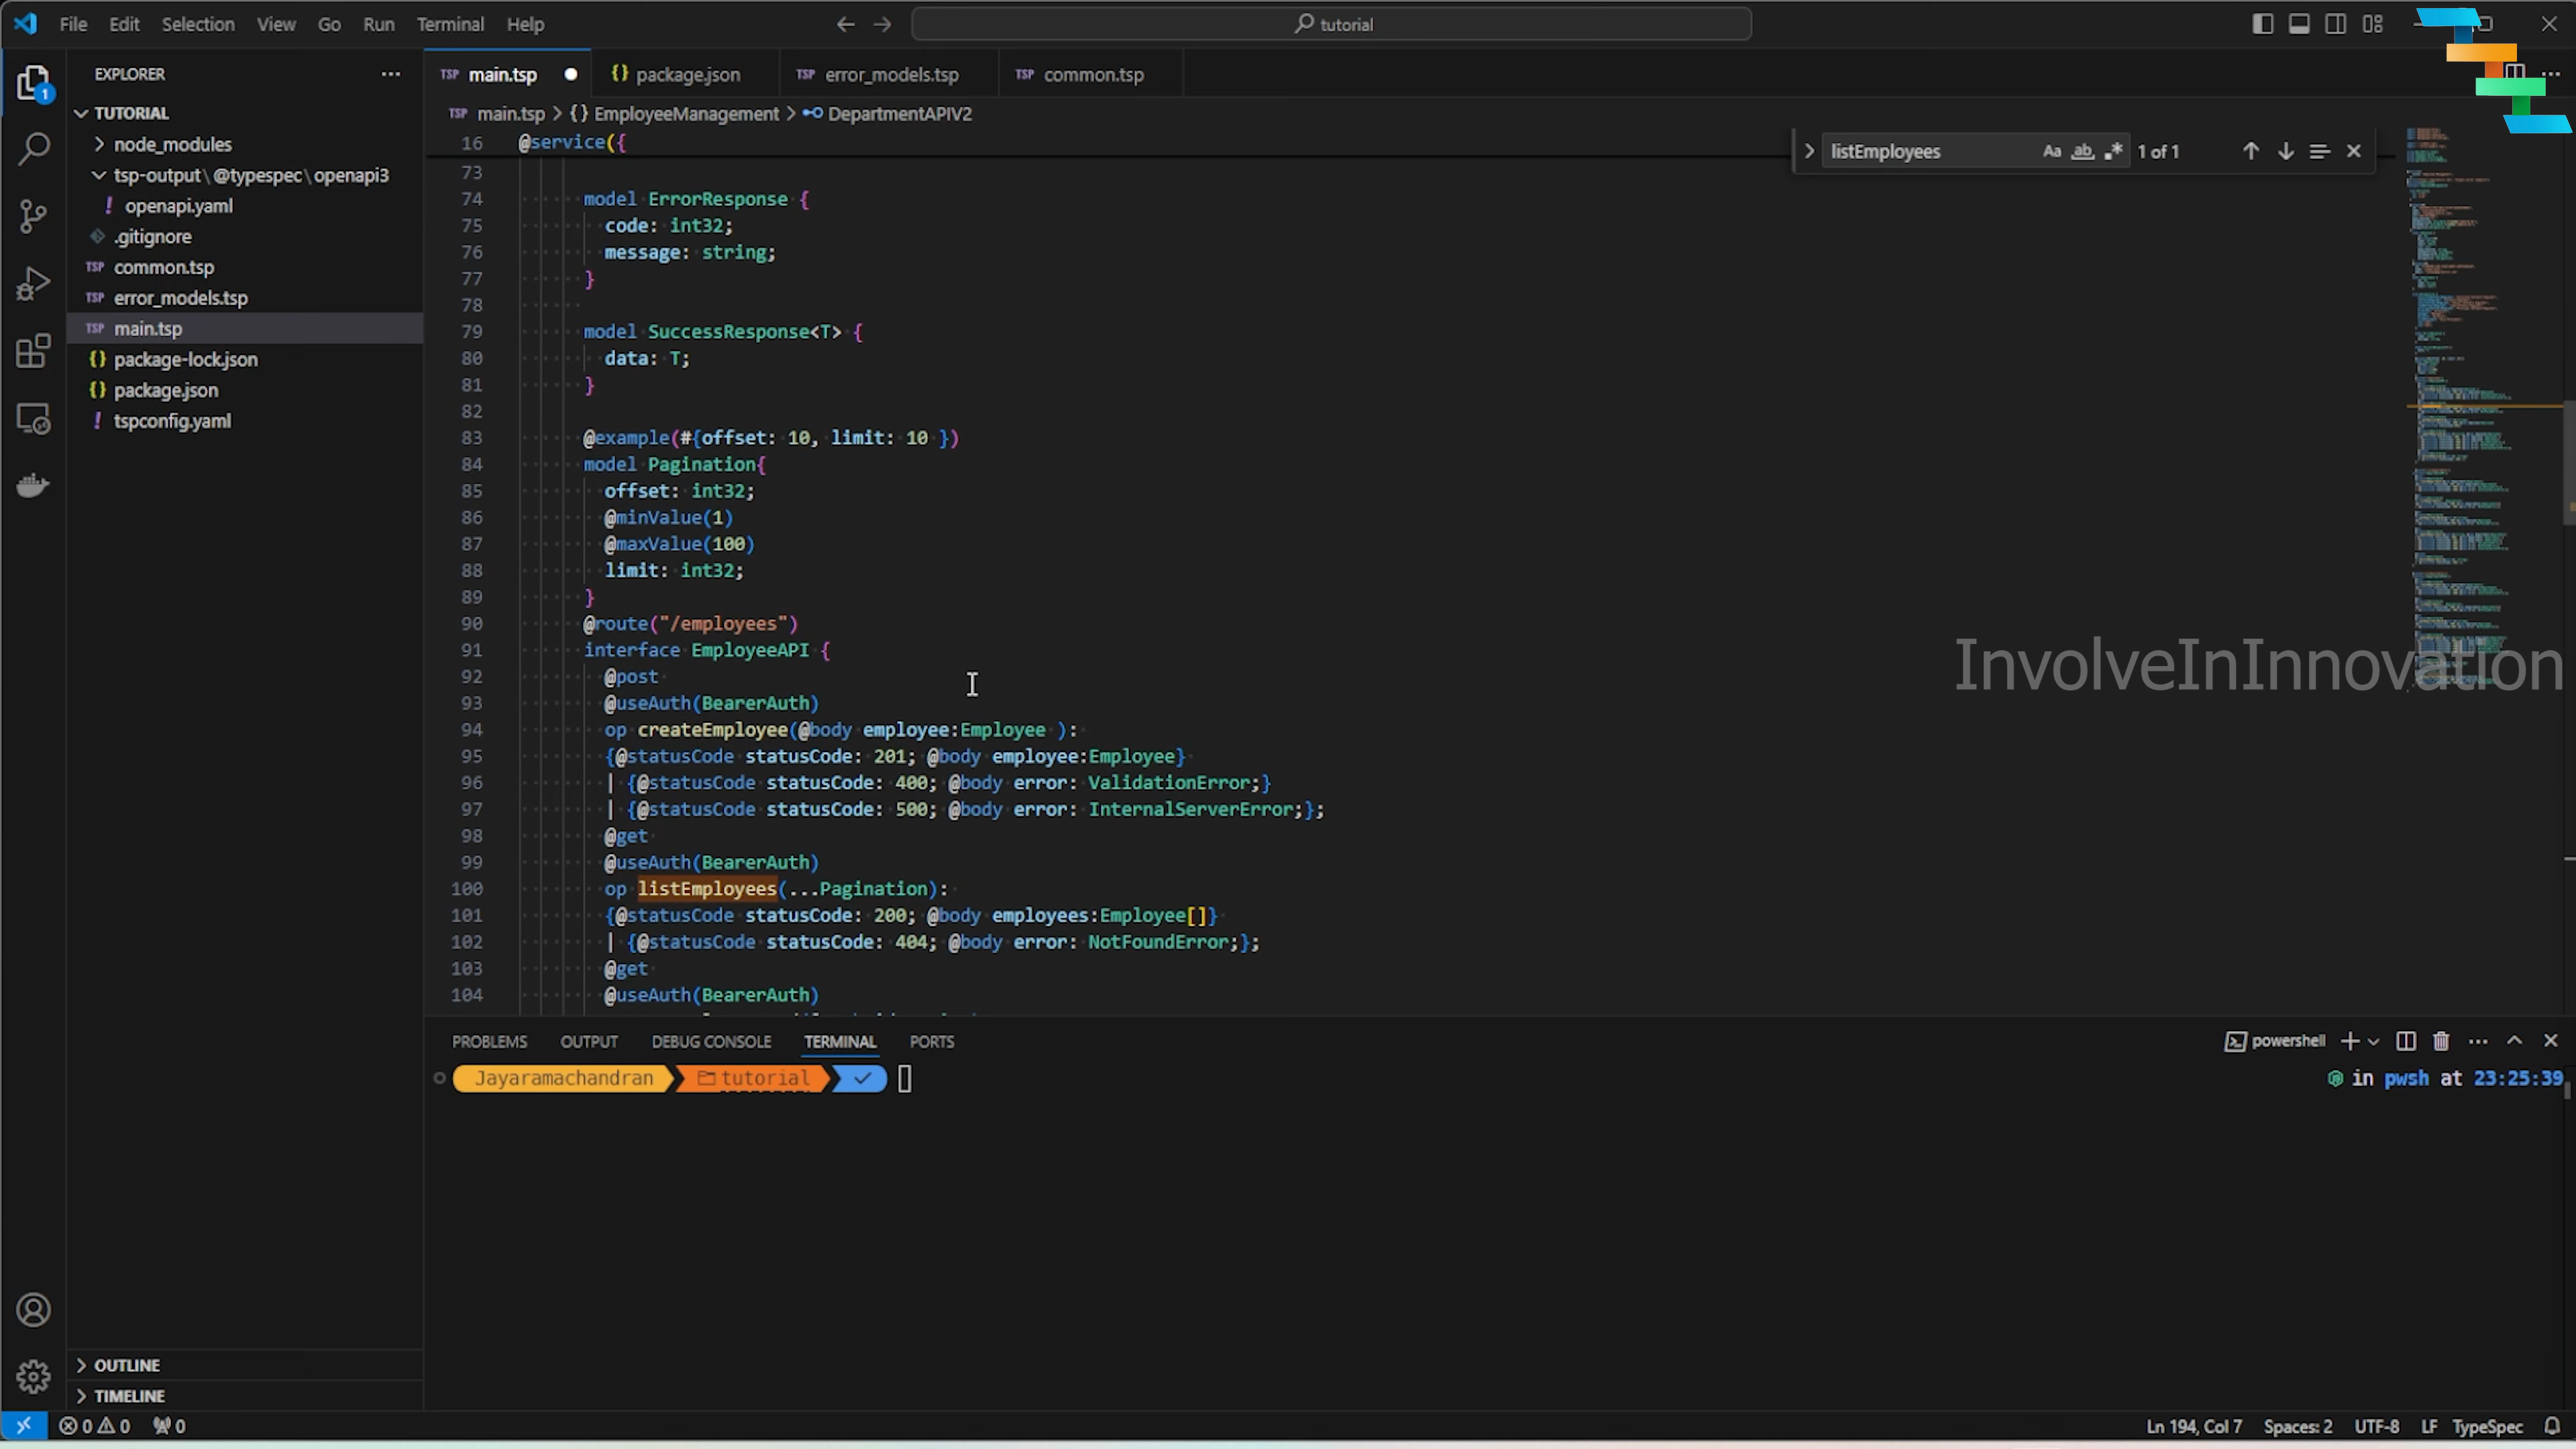 File Edit Selection View Go Run Terminal Help
tutorial
EXPLORER
TUTORIAL
node_modules
tsp-output\@typespec\openapi3
! openapi.yaml
.gitignore
TSP common.tsp
TSP error_models.tsp
TSP main.tsp
{} package-lock.json
{} package.json
! tspconfig.yaml
OUTLINE
TIMELINE
TSP main.tsp
{} package.json
TSP error_models.tsp
TSP common.tsp
TSP main.tsp > {} EmployeeManagement > DepartmentAPIV2
listEmployees Aa ab .* 1 of 1
16 @service({
73
74 model ErrorResponse {
75 code: int32;
76 message: string;
77 }
78
79 model SuccessResponse<T> {
80 data: T;
81 }
82
83 @example(#{offset: 10, limit: 10 })
84 model Pagination{
85 offset: int32;
86 @minValue(1)
87 @maxValue(100)
88 limit: int32;
89 }
90 @route("/employees")
91 interface EmployeeAPI {
92 @post
93 @useAuth(BearerAuth)
94 op createEmployee(@body employee:Employee ):
95 {@statusCode statusCode: 201; @body employee:Employee}
96 | {@statusCode statusCode: 400; @body error: ValidationError;}
97 | {@statusCode statusCode: 500; @body error: InternalServerError;};
98 @get
99 @useAuth(BearerAuth)
100 op listEmployees(...Pagination):
101 {@statusCode statusCode: 200; @body employees:Employee[]}
102 | {@statusCode statusCode: 404; @body error: NotFoundError;};
103 @get
104 @useAuth(BearerAuth)
InvolveInInnovation
PROBLEMS OUTPUT DEBUG CONSOLE TERMINAL PORTS
powershell
Jayaramachandran tutorial
in pwsh at 23:25:39
0 0 0
Ln 194, Col 7 Spaces: 2 UTF-8 LF TypeSpec